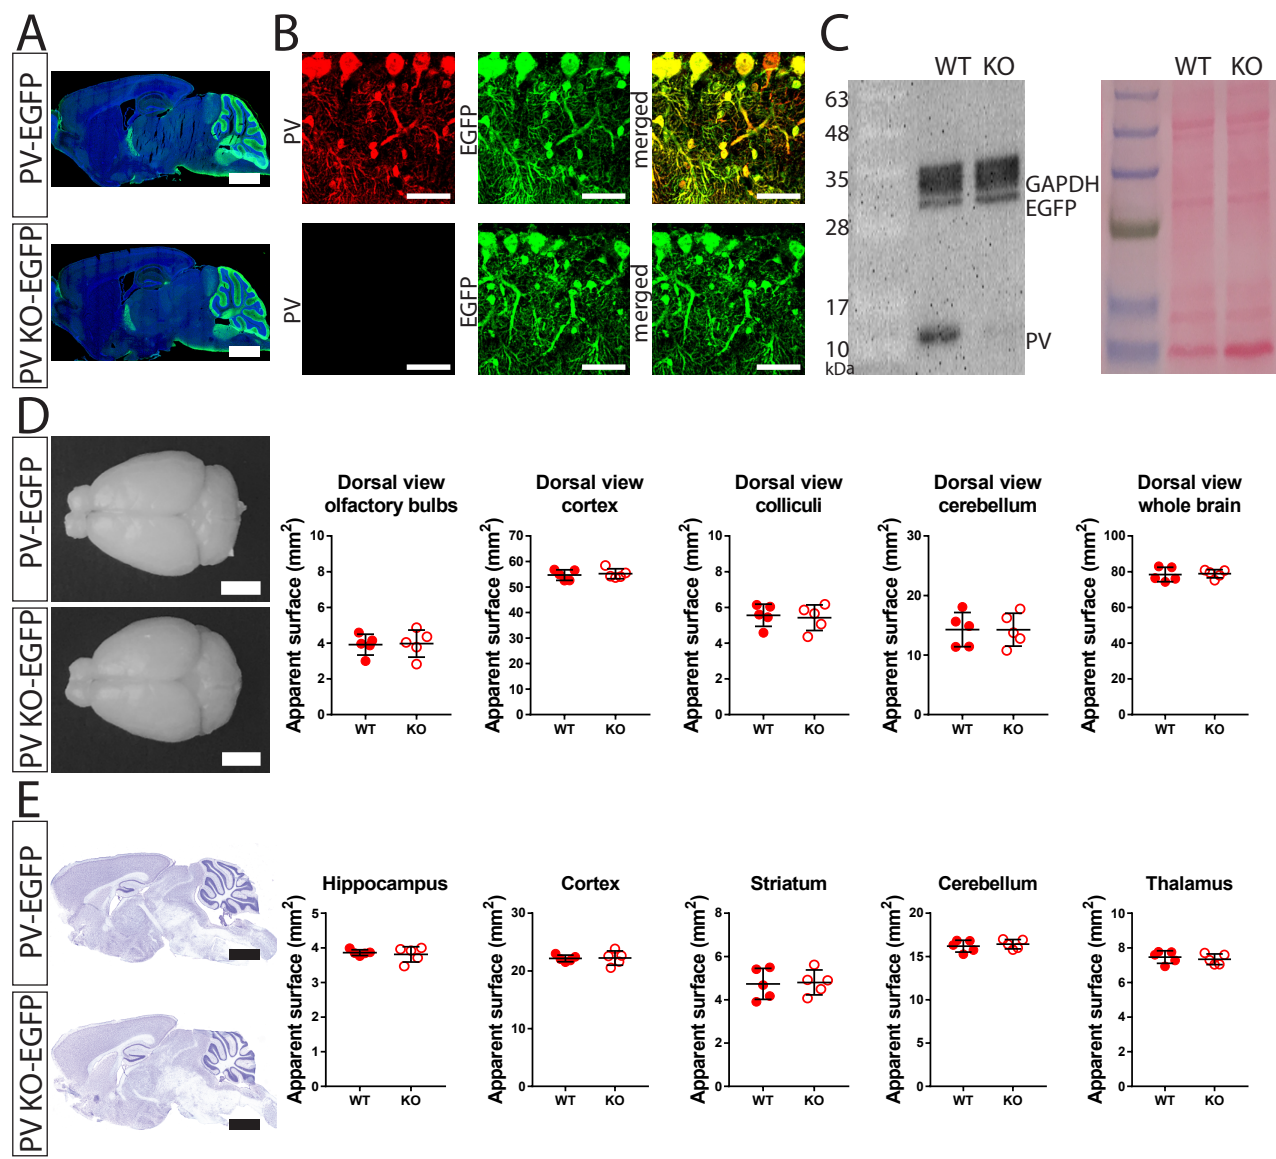 A
PV-EGFP
PV KO-EGFP
B
PV
EGFP
merged
PV
EGFP
merged
C
WT KO
63
48
35
28
17
10
kDa
GAPDH
EGFP
PV
WT KO
D
PV-EGFP
PV KO-EGFP
Dorsal view
olfactory bulbs
Apparent surface (mm²)
10
8
6
4
2
0
WT KO
Dorsal view
cortex
Apparent surface (mm²)
70
60
50
40
30
20
10
0
WT KO
Dorsal view
colliculi
Apparent surface (mm²)
10
8
6
4
2
0
WT KO
Dorsal view
cerebellum
Apparent surface (mm²)
30
20
10
0
WT KO
Dorsal view
whole brain
Apparent surface (mm²)
100
80
60
40
20
0
WT KO
E
PV-EGFP
PV KO-EGFP
Hippocampus
Apparent surface (mm²)
5
4
3
2
1
0
WT KO
Cortex
Apparent surface (mm²)
30
20
10
0
WT KO
Striatum
Apparent surface (mm²)
8
6
4
2
0
WT KO
Cerebellum
Apparent surface (mm²)
20
15
10
5
0
WT KO
Thalamus
Apparent surface (mm²)
10
8
6
4
2
0
WT KO